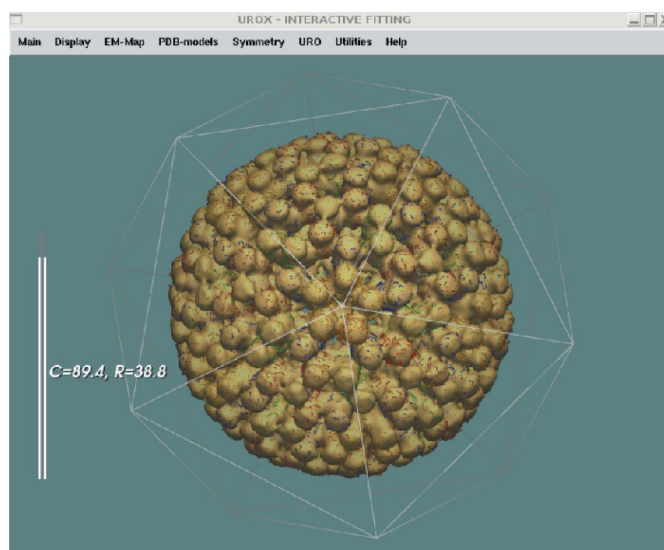 UROX - INTERACTIVE FITTING
Main Display EM-Map PDB-models Symmetry URO Utilities Help
C=89.4, R=38.8